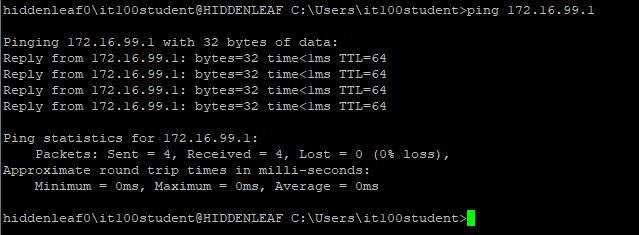 hiddenleaf0\it100student@HIDDENLEAF C:\Users\it100student>ping 172.16.99.1
Pinging 172.16.99.1 with 32 bytes of data:
Reply from 172.16.99.1: bytes=32 time<1ms TTL=64
Reply from 172.16.99.1: bytes=32 time<1ms TTL=64
Reply from 172.16.99.1: bytes=32 time<1ms TTL=64
Reply from 172.16.99.1: bytes=32 time<1ms TTL=64
Ping statistics for 172.16.99.1:
    Packets: Sent = 4, Received = 4, Lost = 0 (0% loss),
Approximate round trip times in milli-seconds:
    Minimum = 0ms, Maximum = 0ms, Average = 0ms
hiddenleaf0\it100student@HIDDENLEAF C:\Users\it100student>